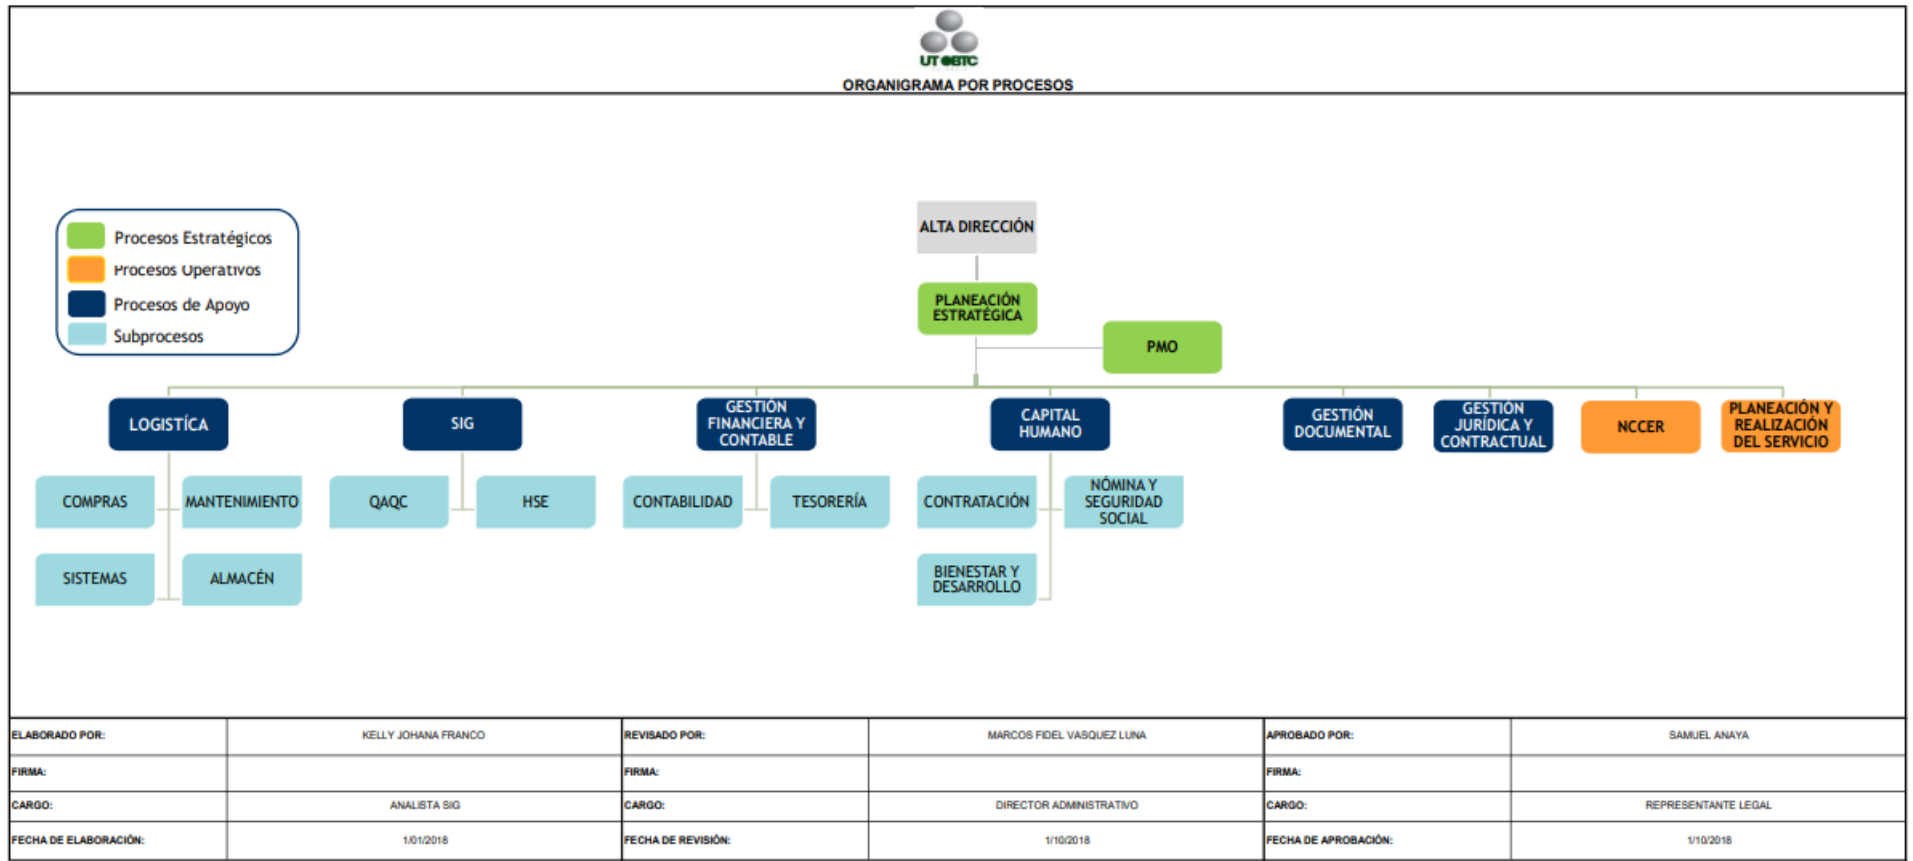 UT OBTC
ORGANIGRAMA POR PROCESOS
Procesos Estratégicos
Procesos Operativos
Procesos de Apoyo
Subprocesos
ALTA DIRECCIÓN
PLANEACIÓN
ESTRATÉGICA
PMO
LOGISTÍCA
SIG
GESTIÓN
FINANCIERA Y
CONTABLE
CAPITAL
HUMANO
GESTIÓN
DOCUMENTAL
GESTIÓN
JURÍDICA Y
CONTRACTUAL
NCCER
PLANEACIÓN Y
REALIZACIÓN
DEL SERVICIO
COMPRAS
MANTENIMIENTO
QAQC
HSE
CONTABILIDAD
TESORERÍA
CONTRATACIÓN
NÓMINA Y
SEGURIDAD
SOCIAL
SISTEMAS
ALMACÉN
BIENESTAR Y
DESARROLLO
ELABORADO POR: KELLY JOHANA FRANCO REVISADO POR: MARCOS FIDEL VASQUEZ LUNA APROBADO POR: SAMUEL ANAYA
FIRMA: FIRMA: FIRMA:
CARGO: ANALISTA SIG CARGO: DIRECTOR ADMINISTRATIVO CARGO: REPRESENTANTE LEGAL
FECHA DE ELABORACIÓN: 1/01/2018 FECHA DE REVISIÓN: 1/10/2018 FECHA DE APROBACIÓN: 1/10/2018